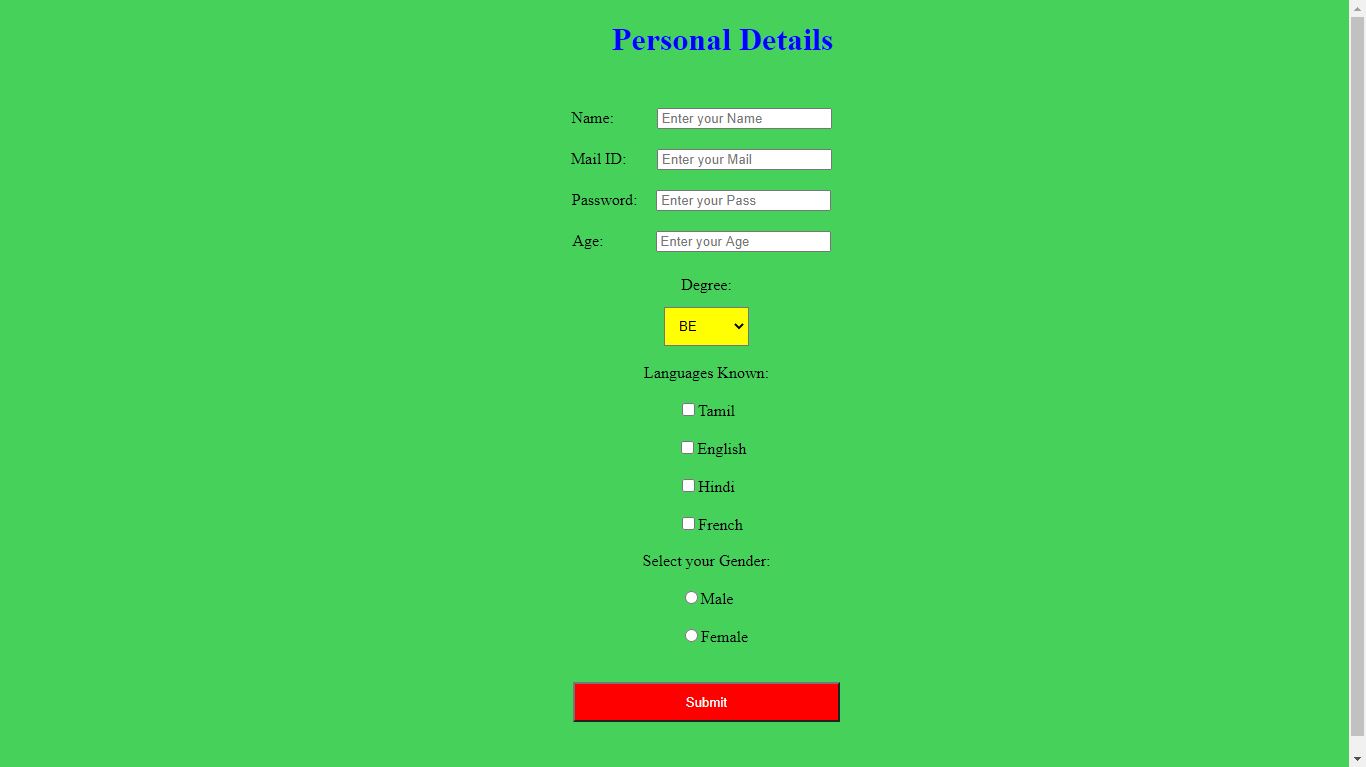 Personal Details
Name: Enter your Name
Mail ID: Enter your Mail
Password: Enter your Pass
Age: Enter your Age
Degree:
BE
Languages Known:
Tamil
English
Hindi
French
Select your Gender:
Male
Female
Submit